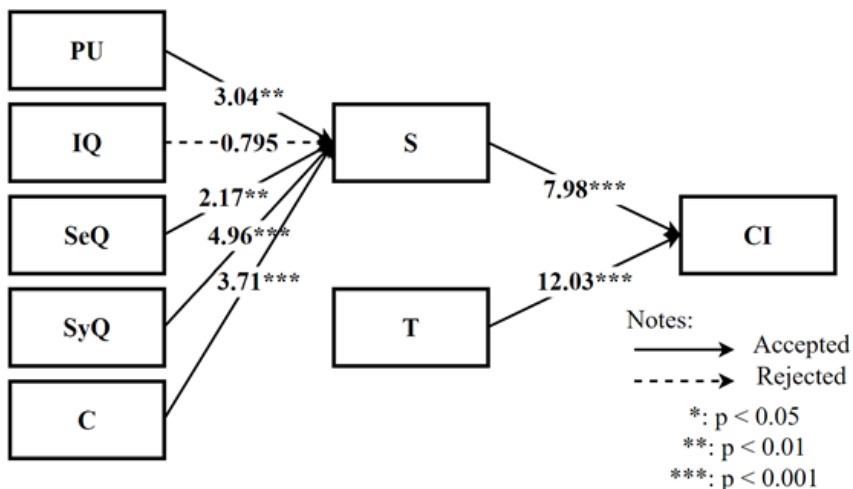 PU
3.04**
IQ
0.795
S
SeQ
2.17**
7.98***
4.96***
CI
SyQ
3.71***
T
12.03***
C
Notes:
Accepted
Rejected
*: p < 0.05
**: p < 0.01
***: p < 0.001